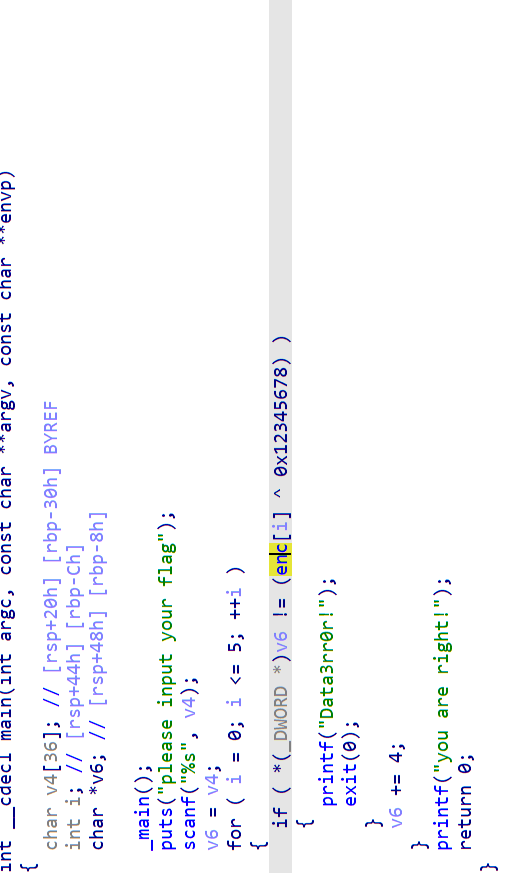 int __cdecl main(int argc, const char **argv, const char **envp)
{
char v4[36]; // [rsp+20h] [rbp-30h] BYREF
int i; // [rsp+44h] [rbp-Ch]
char *v6; // [rsp+48h] [rbp-8h]
_main();
puts("please input your flag");
scanf("%s", v4);
v6 = v4;
for ( i = 0; i <= 5; ++i )
{
if ( *(_DWORD *)v6 != (enc[i] ^ 0x12345678) )
{
printf("Data3rr0r!");
exit(0);
}
v6 += 4;
}
printf("you are right!");
return 0;
}